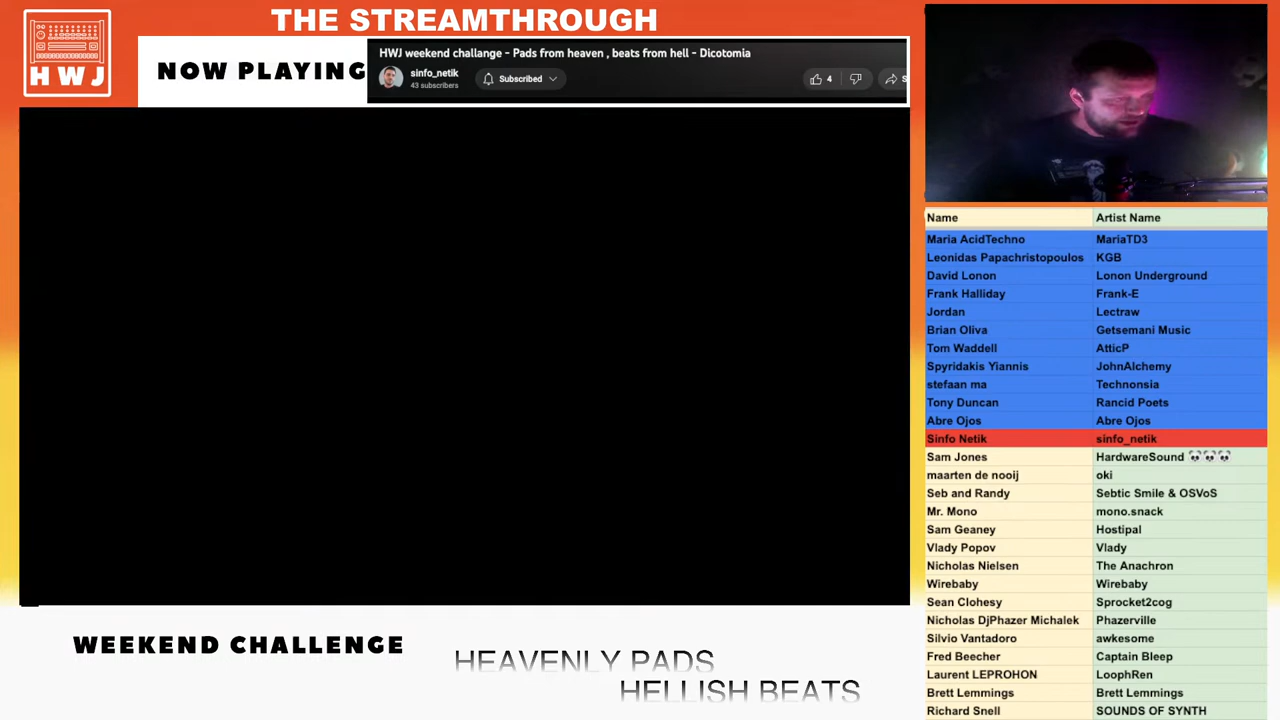 HWJ
THE STREAMTHROUGH
NOW PLAYING
HWJ weekend challange - Pads from heaven , beats from hell - Dicotomia
sinfo_netik
43 subscribers
Subscribed
4
S
Name Artist Name
Maria AcidTechno MariaTD3
Leonidas Papachristopoulos KGB
David Lonon Lonon Underground
Frank Halliday Frank-E
Jordan Lectraw
Brian Oliva Getsemani Music
Tom Waddell AtticP
Spyridakis Yiannis JohnAlchemy
stefaan ma Technonsia
Tony Duncan Rancid Poets
Abre Ojos Abre Ojos
Sinfo Netik sinfo_netik
Sam Jones HardwareSound 🐼🐼🐼
maarten de nooij oki
Seb and Randy Sebtic Smile & OSVoS
Mr. Mono mono.snack
Sam Geaney Hostipal
Vlady Popov Vlady
Nicholas Nielsen The Anachron
Wirebaby Wirebaby
Sean Clohesy Sprocket2cog
Nicholas DjPhazer Michalek Phazerville
Silvio Vantadoro awkesome
Fred Beecher Captain Bleep
Laurent LEPROHON LoophRen
Brett Lemmings Brett Lemmings
Richard Snell SOUNDS OF SYNTH
WEEKEND CHALLENGE
HEAVENLY PADS
HELLISH BEATS